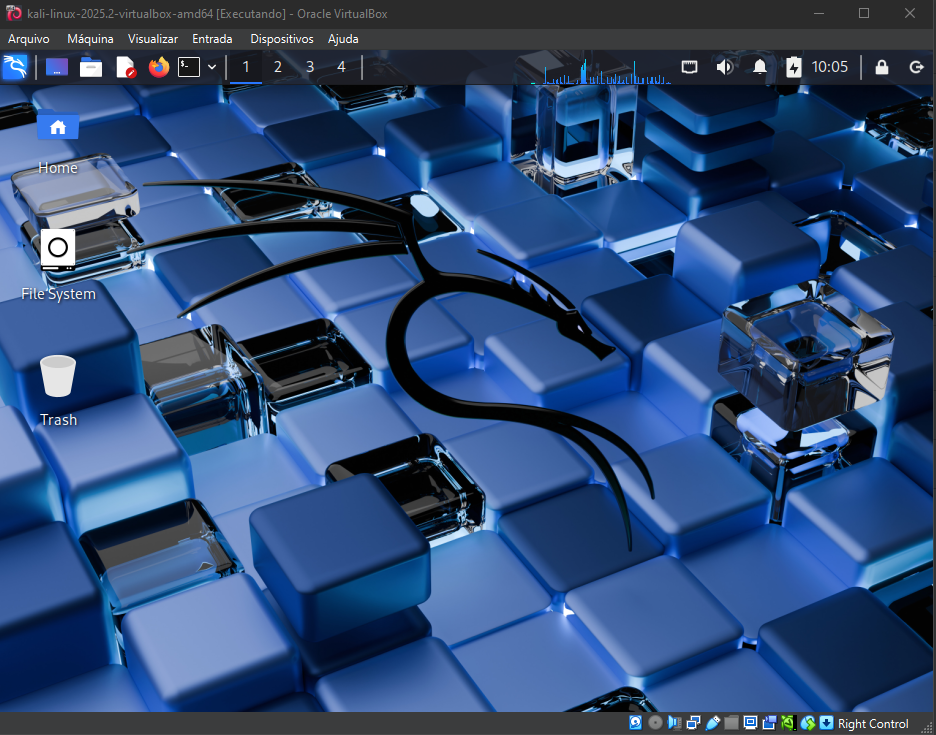 kali-linux-2025.2-virtualbox-amd64 [Executando] - Oracle VirtualBox
Arquivo Máquina Visualizar Entrada Dispositivos Ajuda
1 2 3 4 10:05
Home
File System
Trash
Right Control